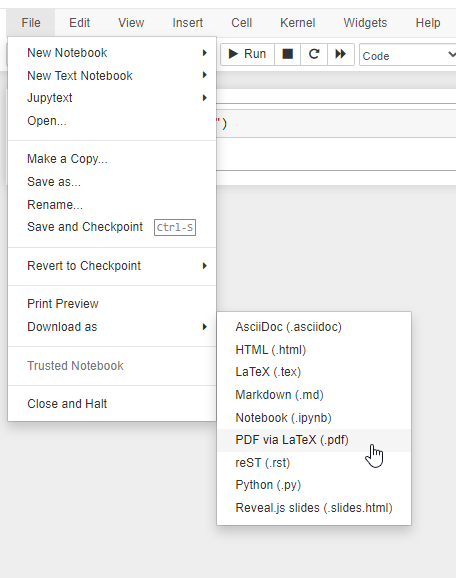 File Edit View Insert Cell Kernel Widgets Help
Run Code
New Notebook
New Text Notebook
Jupytext
Open...
")
Make a Copy...
Save as...
Rename...
Save and Checkpoint Ctrl-S
Revert to Checkpoint
Print Preview
Download as
AsciiDoc (.asciidoc)
HTML (.html)
LaTeX (.tex)
Markdown (.md)
Notebook (.ipynb)
PDF via LaTeX (.pdf)
reST (.rst)
Python (.py)
Reveal.js slides (.slides.html)
Trusted Notebook
Close and Halt